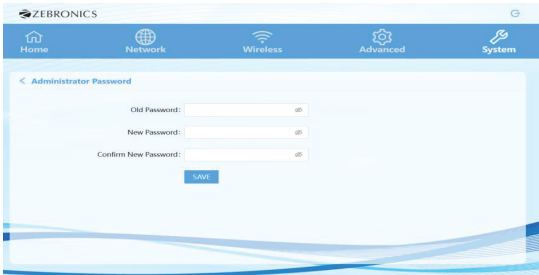 ZEBRONICS
Home Network Wireless Advanced System
< Administrator Password
Old Password:
New Password:
Confirm New Password:
SAVE